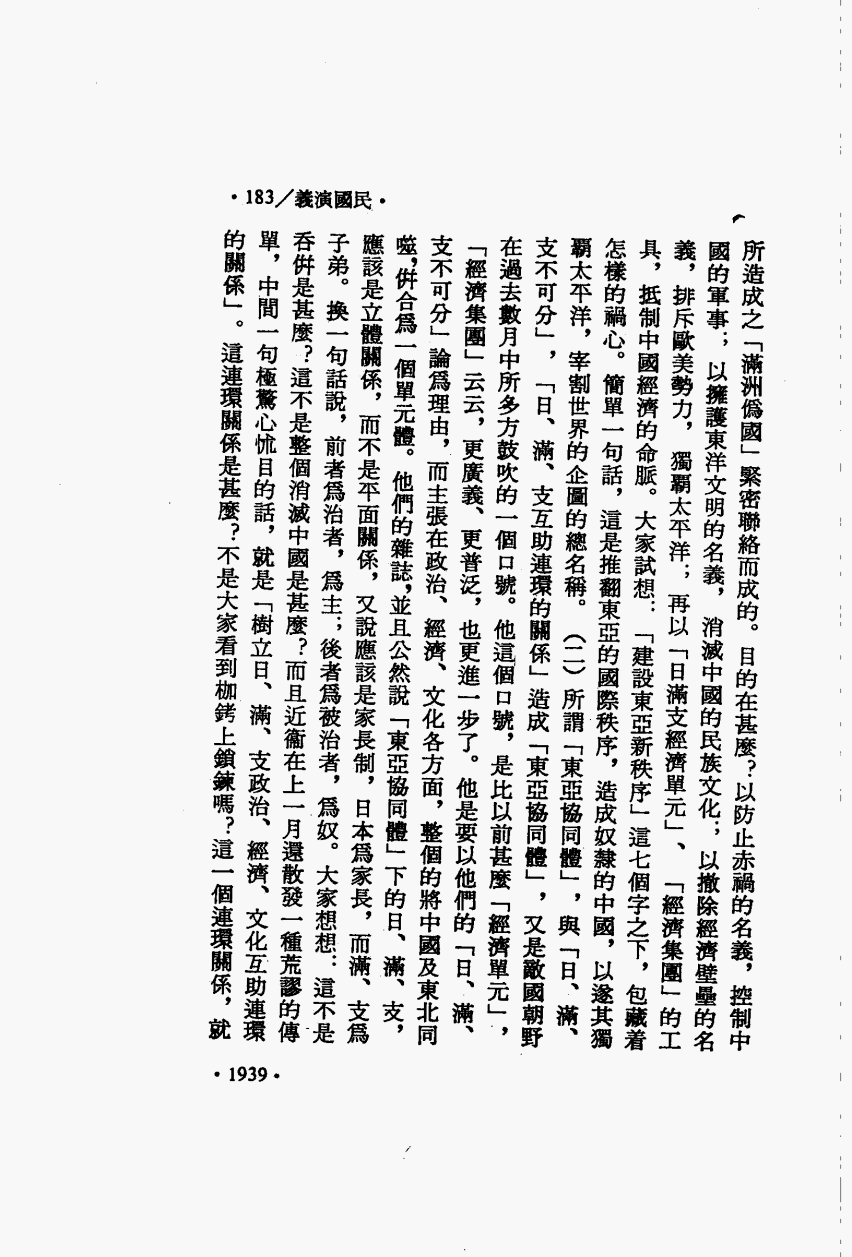 ・183／義演國民・
所造成之「滿洲僞國」緊密聯絡而成的。目的在甚麼？以防止赤禍的名義，控制中
國的軍事；以擁護東洋文明的名義，消滅中國的民族文化；以撤除經濟壁壘的名
義，排斥歐美勢力，獨霸太平洋；再以「日滿支經濟單元」、「經濟集團」的工
具，抵制中國經濟的命脈。大家試想：「建設東亞新秩序」這七個字之下，包藏着
怎樣的禍心。簡單一句話，這是推翻東亞的國際秩序，造成奴隸的中國，以遂其獨
霸太平洋，宰割世界的企圖的總名稱。（二）所謂「東亞協同體」，與「日、滿、
支不可分」，「日、滿、支互助連環的關係」造成「東亞協同體」，又是敵國朝野
在過去數月中所多方鼓吹的一個口號。他這個口號，是比以前甚麼「經濟單元」，
「經濟集團」云云，更廣義、更普泛，也更進一步了。他是要以他們的「日、滿、
支不可分」論爲理由，而主張在政治、經濟、文化各方面，整個的將中國及東北同
噬，併合爲一個單元體。他們的雜誌，並且公然說「東亞協同體」下的日、滿、支，
應該是立體關係，而不是平面關係，又說應該是家長制，日本爲家長，而滿、支爲
子弟。換一句話說，前者爲治者，爲主；後者爲被治者，爲奴。大家想想：這不是
吞併是甚麼？這不是整個消滅中國是甚麼？而且近衞在上一月還散發一種荒謬的傳
單，中間一句極驚心怵目的話，就是「樹立日、滿、支政治、經濟、文化互助連環
的關係」。這連環關係是甚麼？不是大家看到枷銬上鎖鍊嗎？這一個連環關係，就
・1939・